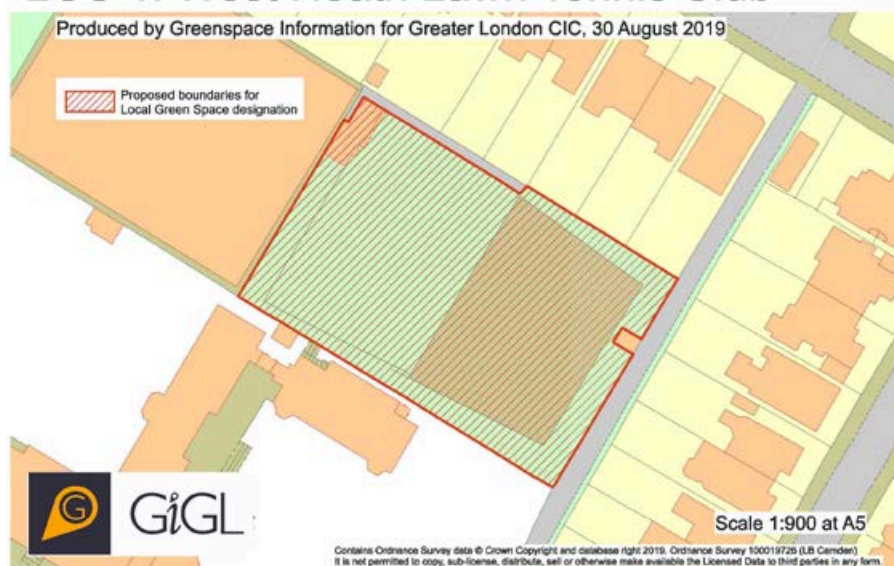 Produced by Greenspace Information for Greater London CIC, 30 August 2019
Proposed boundaries for
Local Green Space designation
G
GiGL
Scale 1:900 at A5
Contains Ordnance Survey data © Crown Copyright and database right 2019. Ordnance Survey 100019726 (LB Camden)
It is not permitted to copy, sub-license, distribute, sell or otherwise make available the Licensed Data to third parties in any form.